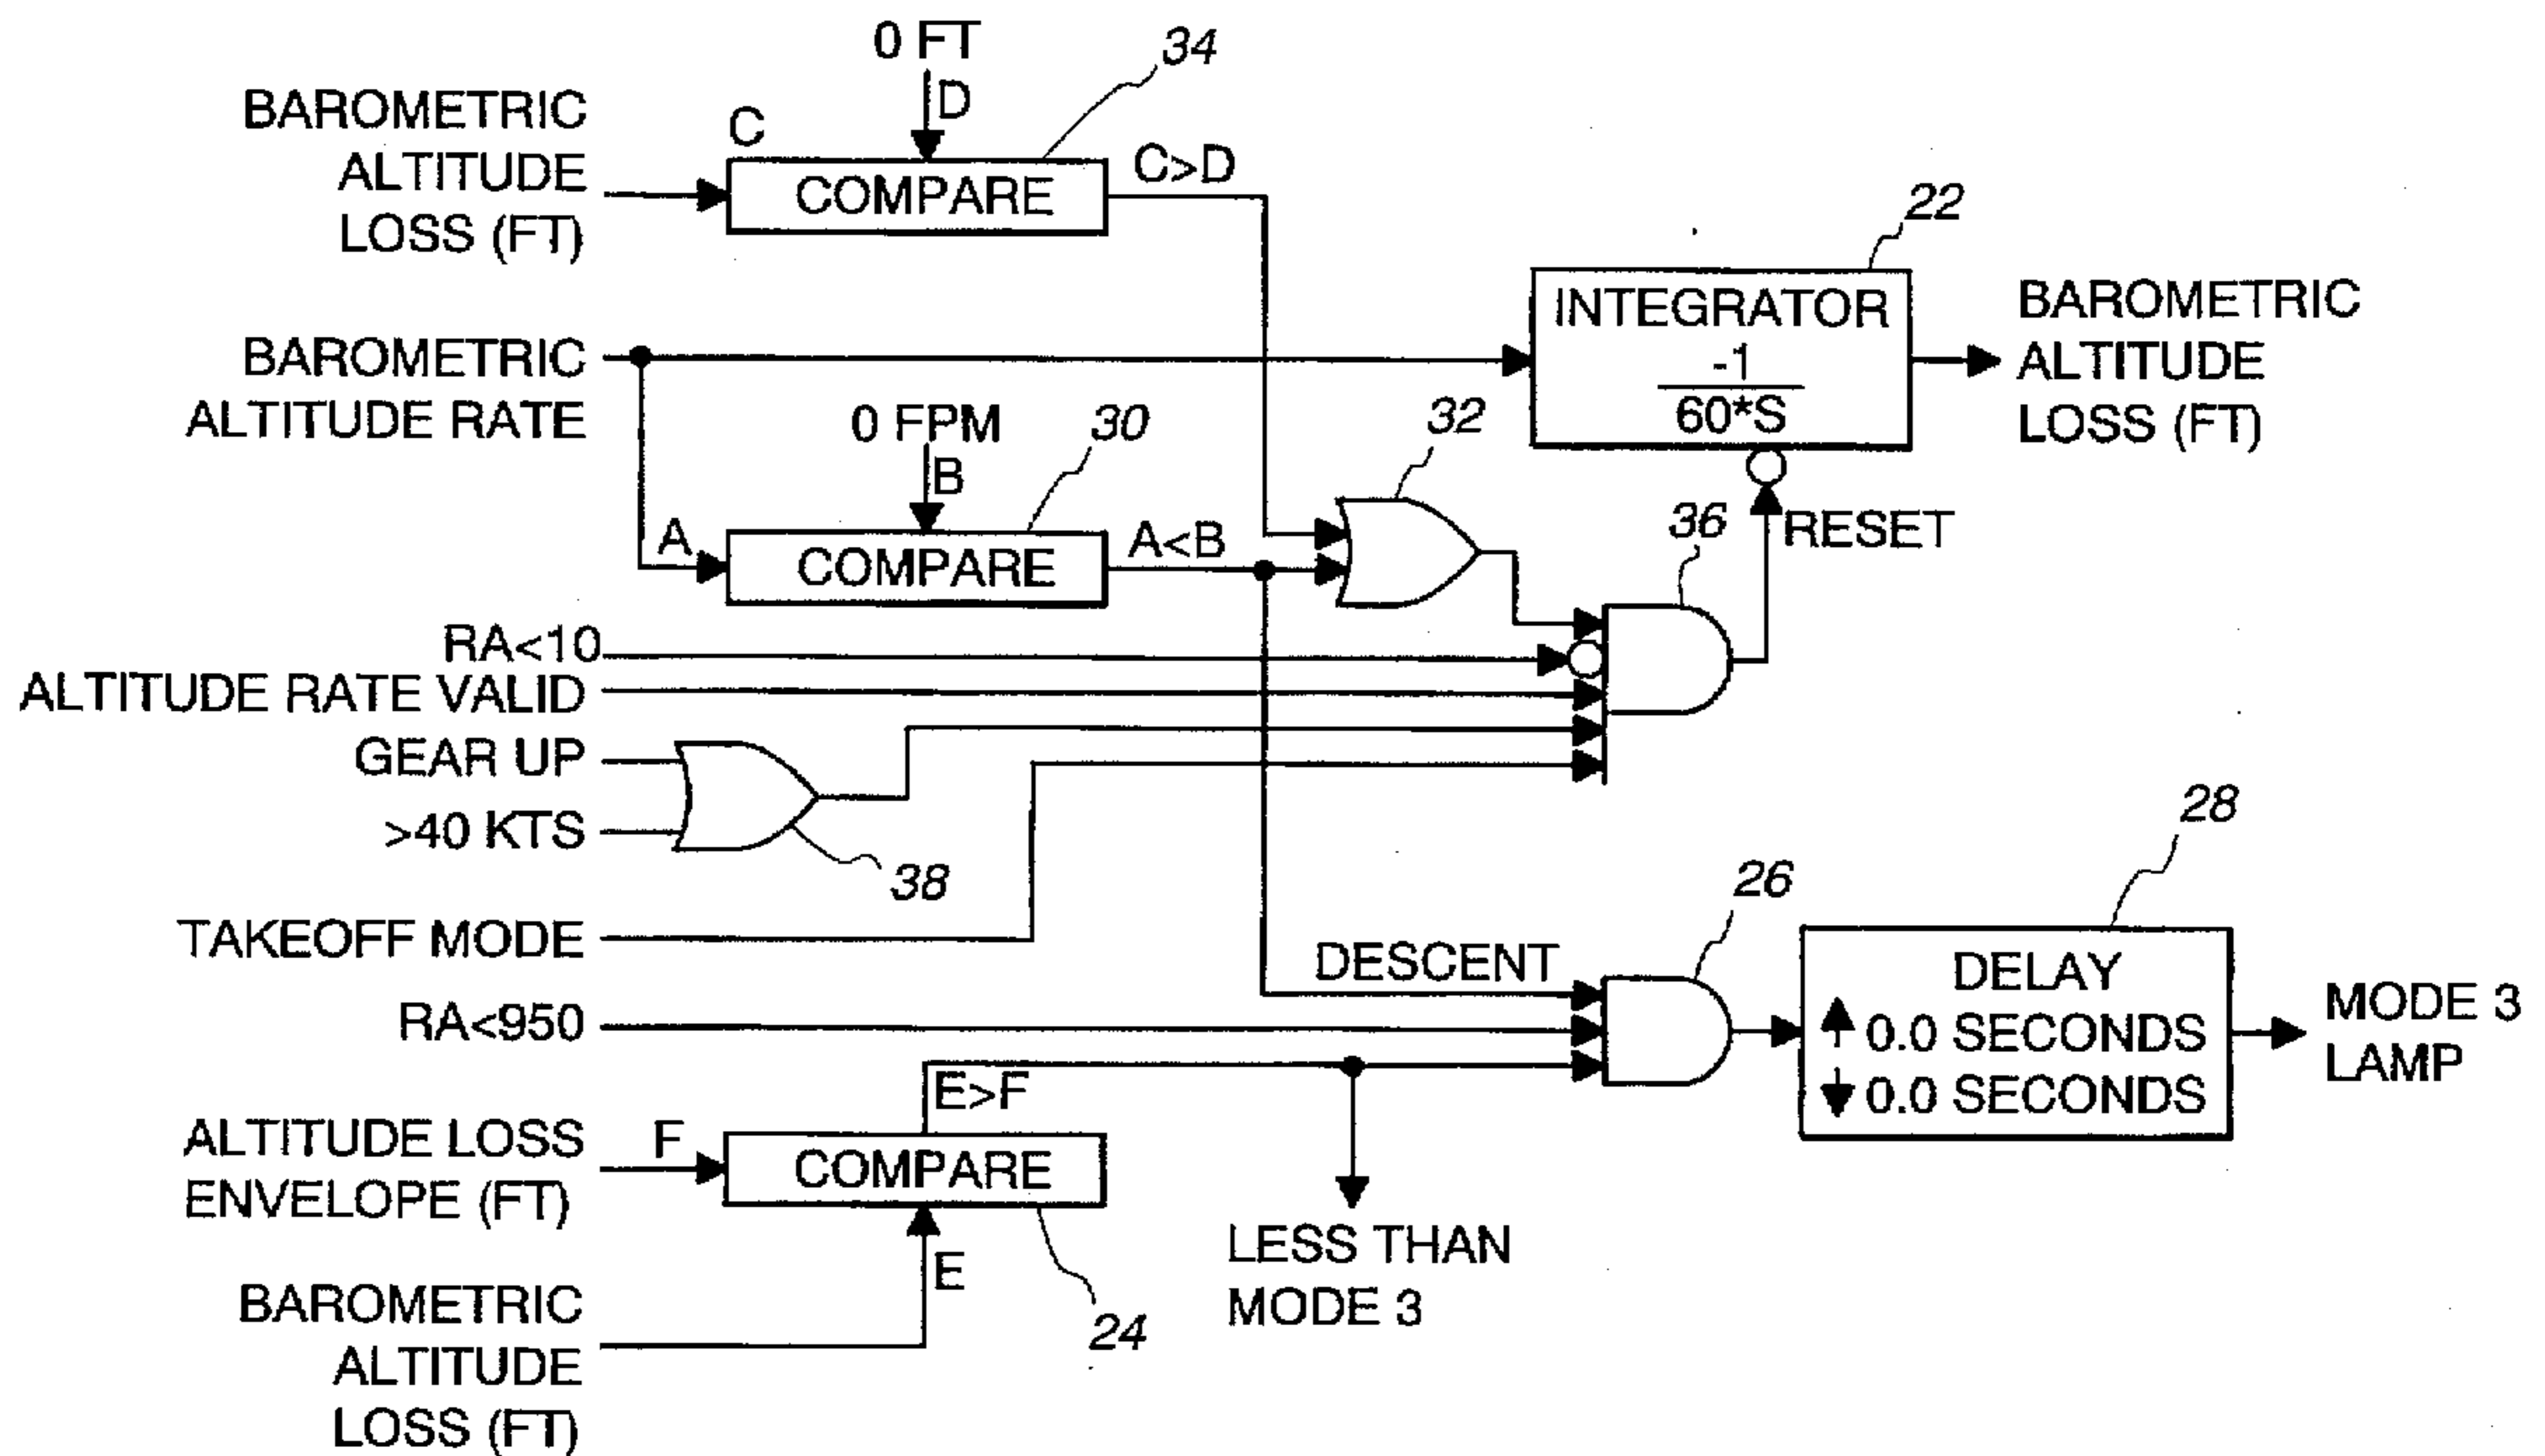 0 FT
34
BAROMETRIC
ALTITUDE
LOSS (FT)
C
D
COMPARE
C>D
22
INTEGRATOR
-1
60*S
BAROMETRIC
ALTITUDE
LOSS (FT)
BAROMETRIC
ALTITUDE RATE
0 FPM
30
B
A
COMPARE
A<B
32
36
RESET
RA<10
ALTITUDE RATE VALID
GEAR UP
>40 KTS
38
TAKEOFF MODE
DESCENT
26
28
DELAY
0.0 SECONDS
0.0 SECONDS
MODE 3
LAMP
RA<950
E>F
ALTITUDE LOSS
ENVELOPE (FT)
F
COMPARE
E
24
LESS THAN
MODE 3
BAROMETRIC
ALTITUDE
LOSS (FT)